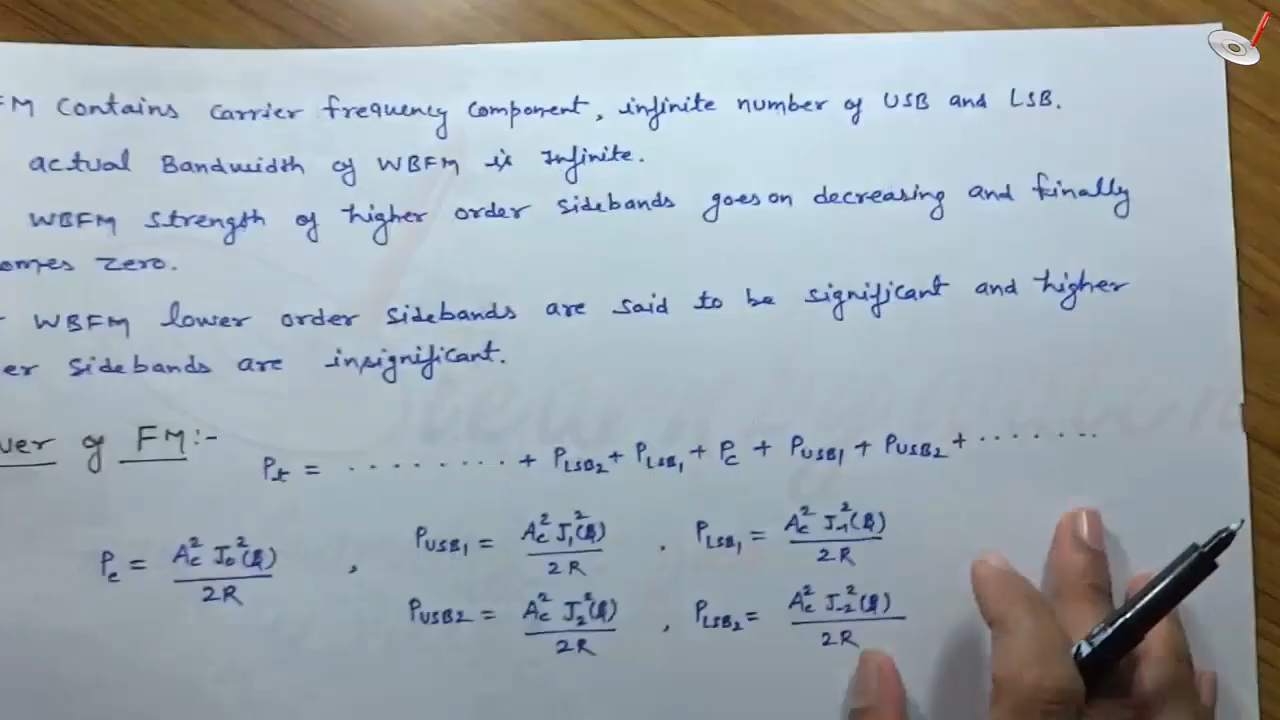 FM Contains Carrier frequency Component, infinite number of USB and LSB.
actual Bandwidth of WBFM is Infinite.
WBFM Strength of higher order sidebands goes on decreasing and finally
omes zero.
WBFM lower order sidebands are said to be significant and higher
er sidebands are insignificant.
wer of FM:-
Pt = ········ + PLSB2 + PLSB1 + Pc + PUSB1 + PUSB2 + ······
Pc = Ac² J0²(β) / 2R , PUSB1 = Ac² J1²(β) / 2R , PLSB1 = Ac² J-1²(β) / 2R
PUSB2 = Ac² J2²(β) / 2R , PLSB2 = Ac² J-2²(β) / 2R